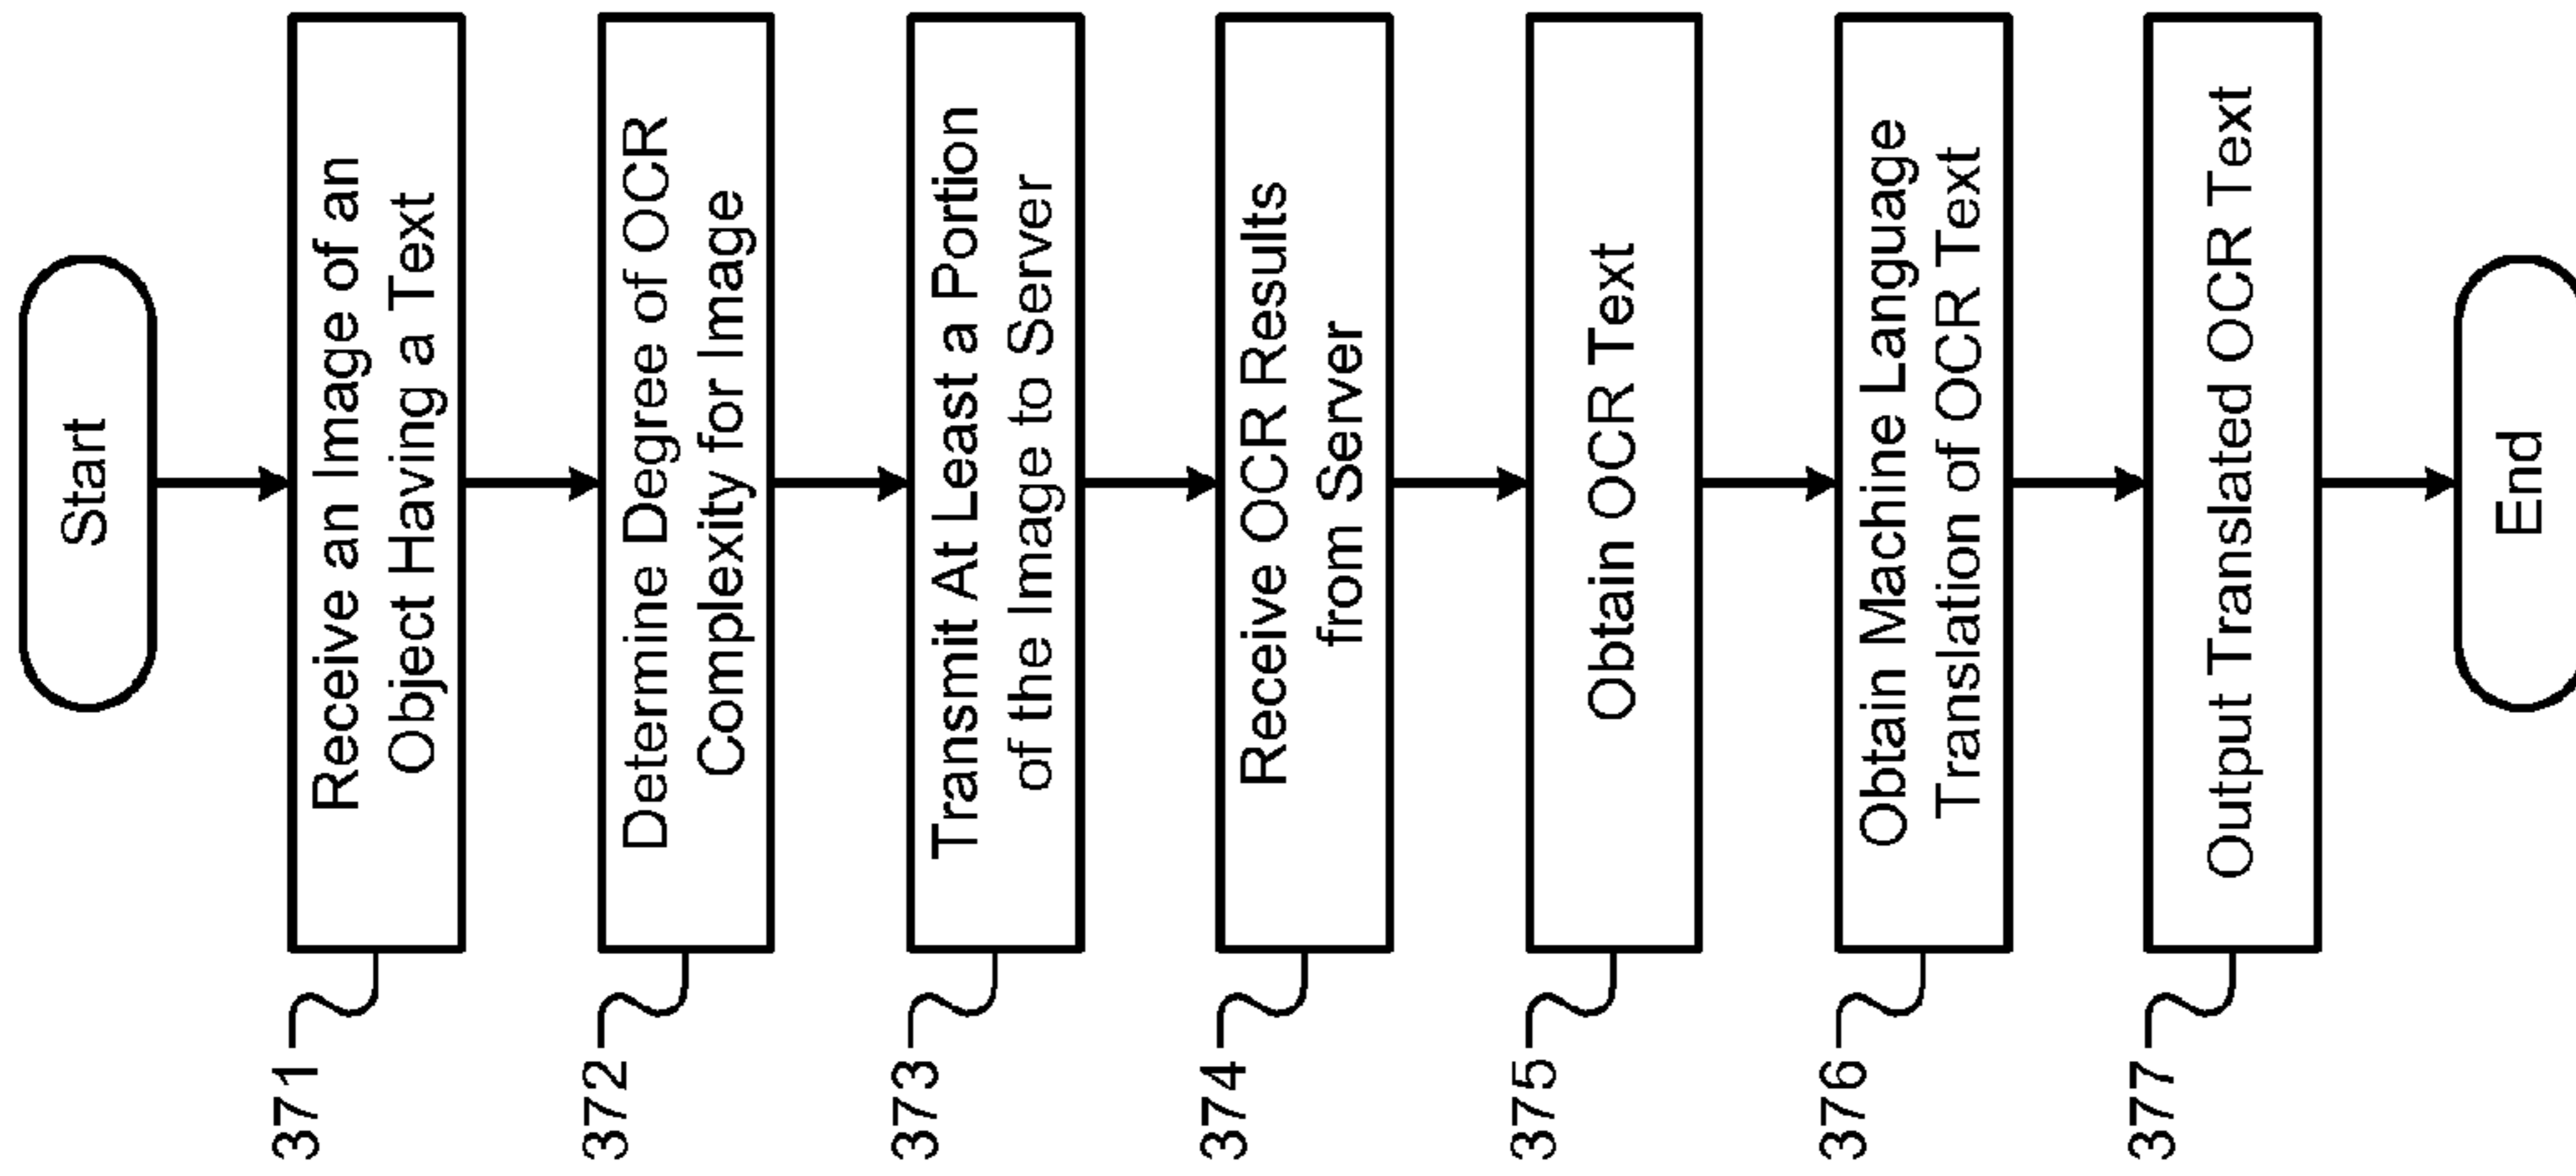 Start
371
Receive an Image of an
Object Having a Text
372
Determine Degree of OCR
Complexity for Image
373
Transmit At Least a Portion
of the Image to Server
374
Receive OCR Results
from Server
375
Obtain OCR Text
376
Obtain Machine Language
Translation of OCR Text
377
Output Translated OCR Text
End